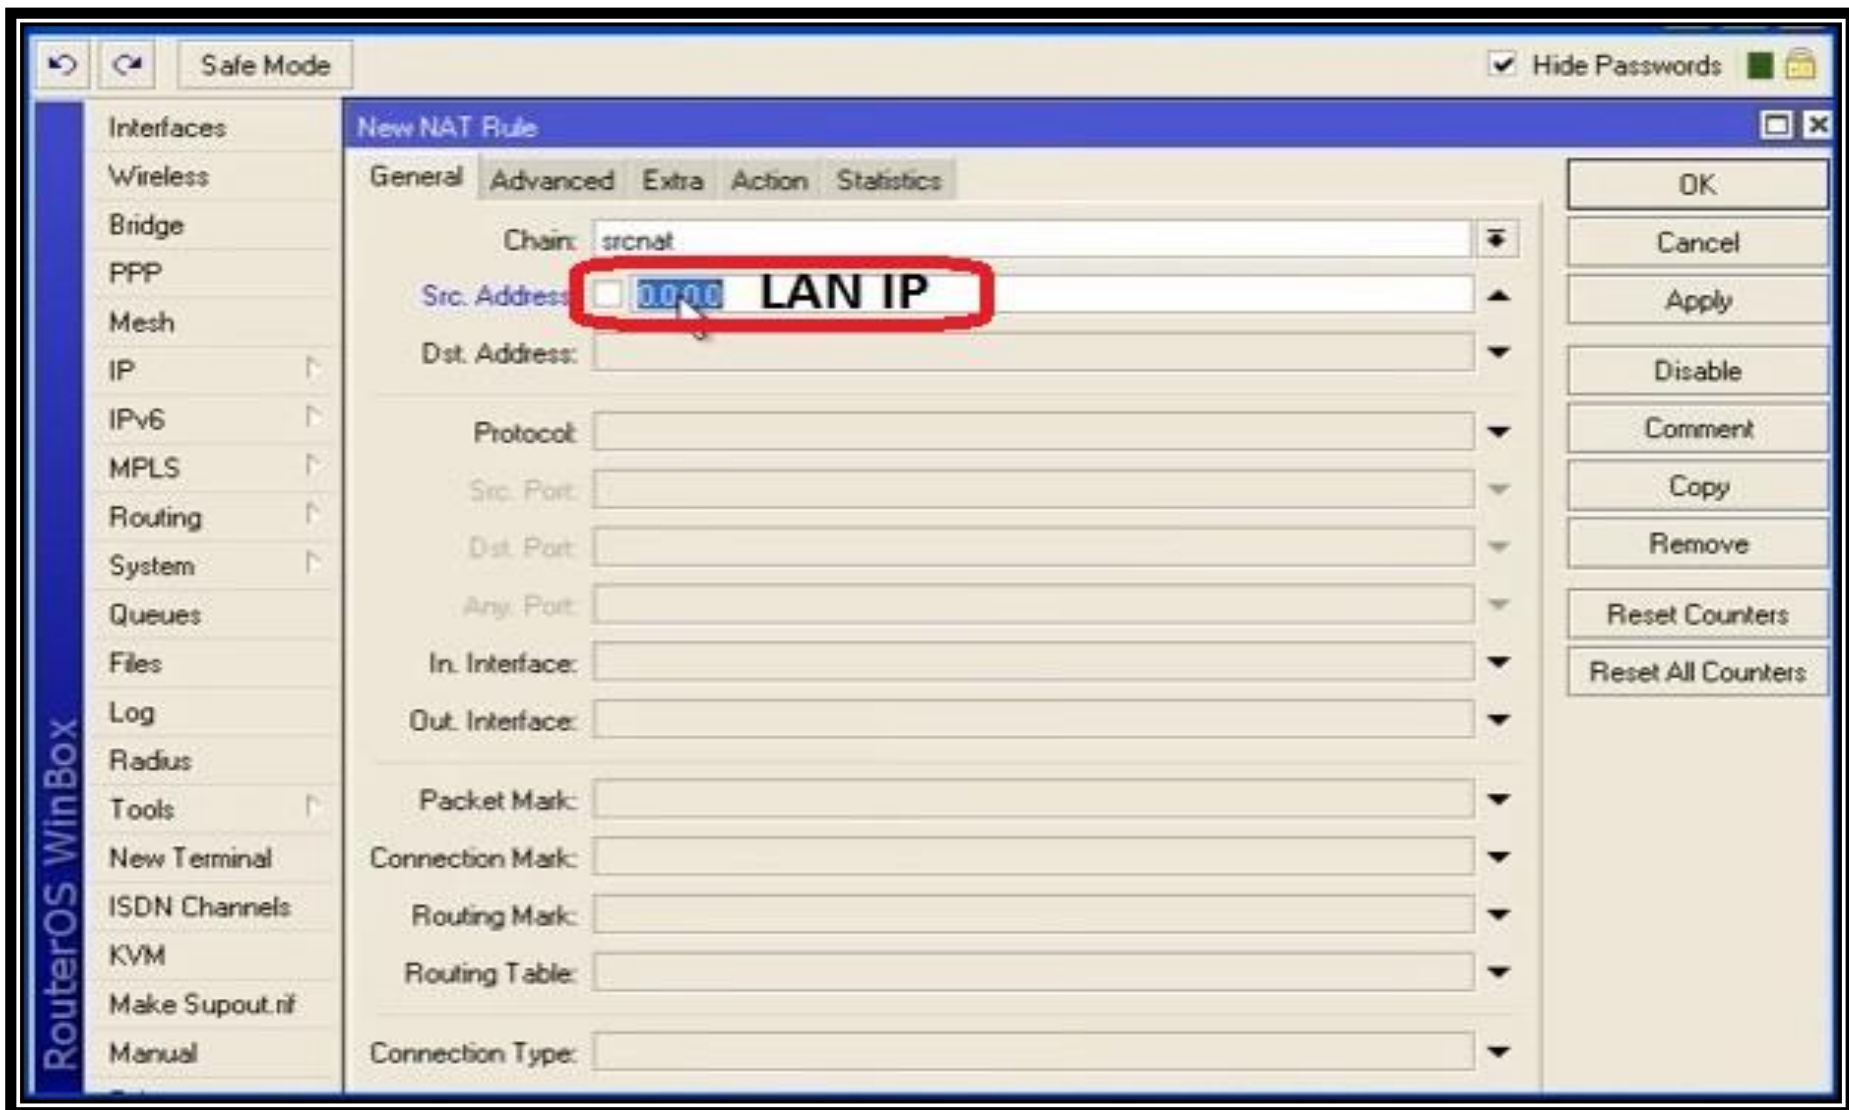 Safe Mode
Hide Passwords
RouterOS WinBox
Interfaces
Wireless
Bridge
PPP
Mesh
IP
IPv6
MPLS
Routing
System
Queues
Files
Log
Radius
Tools
New Terminal
ISDN Channels
KVM
Make Supout.rif
Manual
New NAT Rule
General Advanced Extra Action Statistics
Chain: srcnat
Src. Address: 0.0.0.0 LAN IP
Dst. Address:
Protocol:
Src. Port:
Dst. Port:
Any. Port:
In. Interface:
Out. Interface:
Packet Mark:
Connection Mark:
Routing Mark:
Routing Table:
Connection Type:
OK
Cancel
Apply
Disable
Comment
Copy
Remove
Reset Counters
Reset All Counters